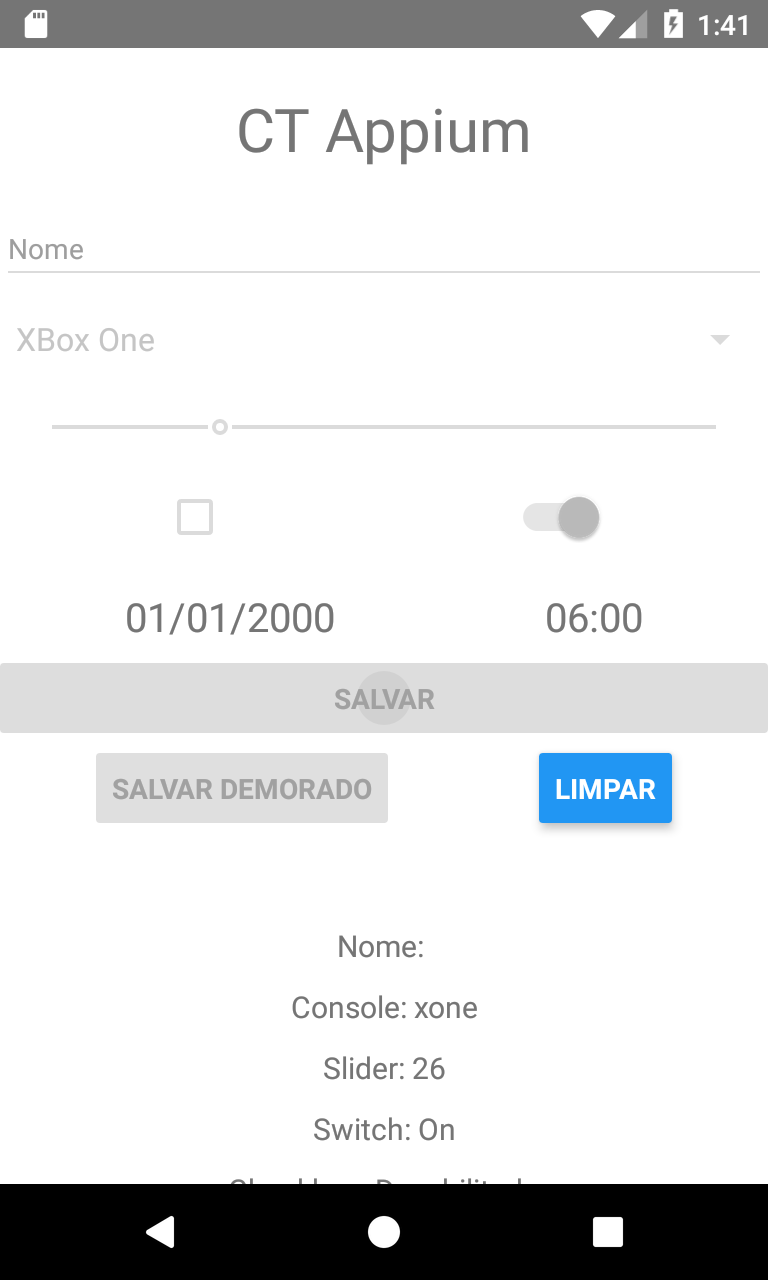 1:41
CT Appium
Nome
XBox One
01/01/2000 06:00
SALVAR
SALVAR DEMORADO LIMPAR
Nome:
Console: xone
Slider: 26
Switch: On